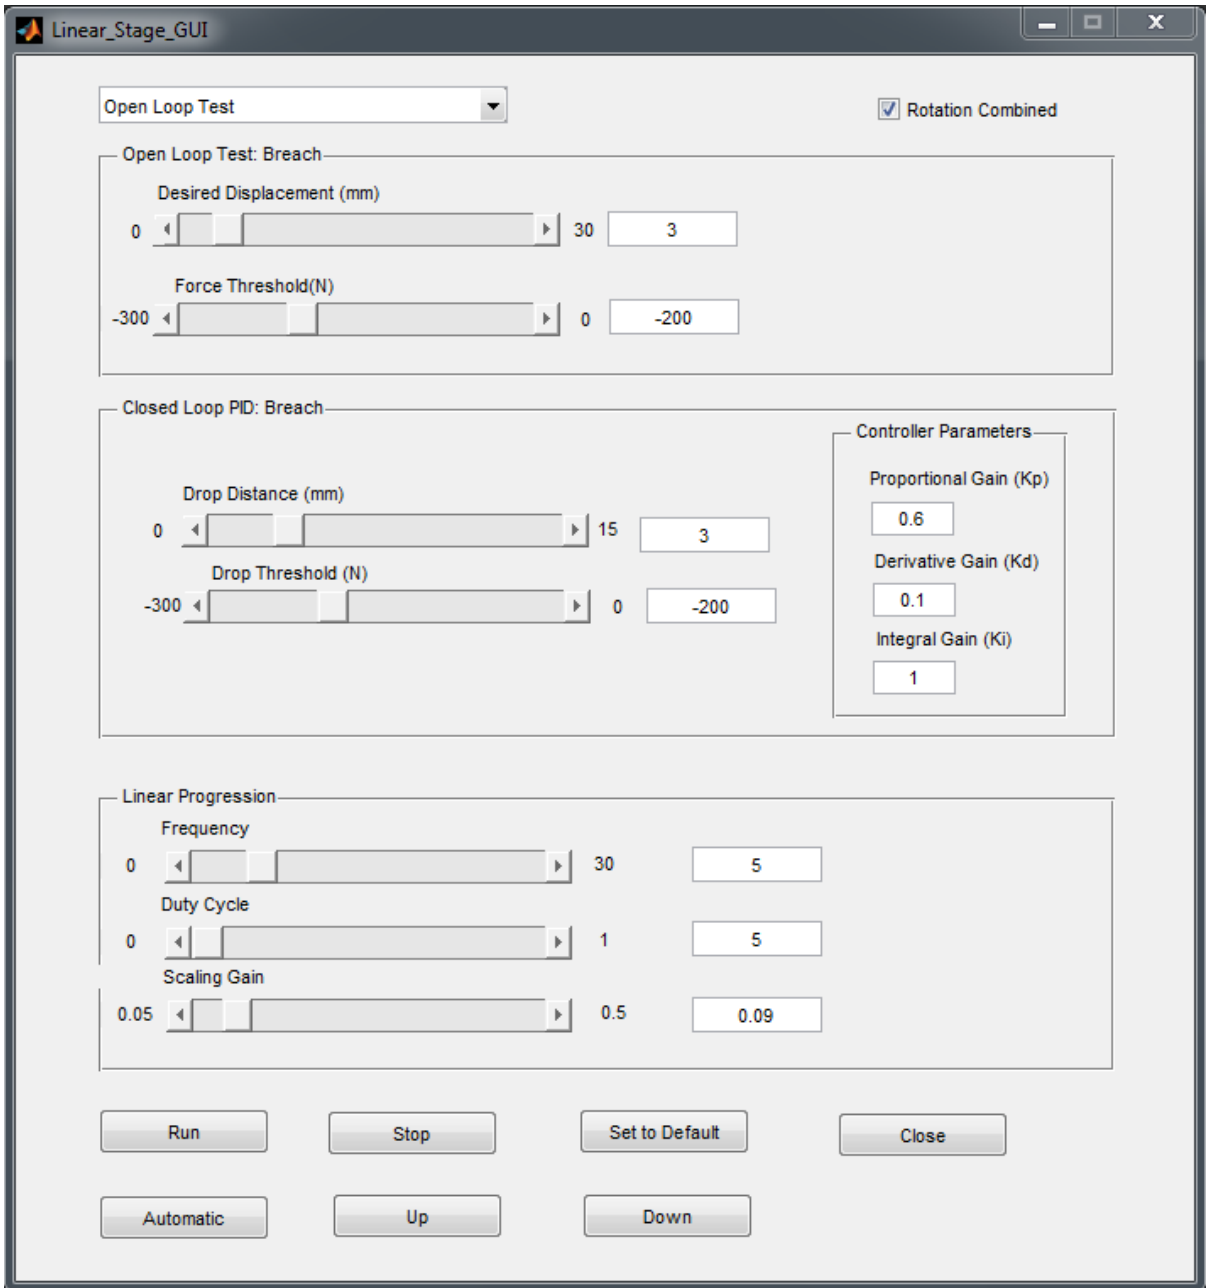 Linear_Stage_GUI
Open Loop Test
Rotation Combined
Open Loop Test: Breach
Desired Displacement (mm)
0 30 3
Force Threshold(N)
-300 0 -200
Closed Loop PID: Breach
Controller Parameters
Proportional Gain (Kp)
0.6
Drop Distance (mm)
0 15 3
Derivative Gain (Kd)
Drop Threshold (N)
-300 0 -200
0.1
Integral Gain (Ki)
1
Linear Progression
Frequency
0 30 5
Duty Cycle
0 1 5
Scaling Gain
0.05 0.5 0.09
Run Stop Set to Default Close
Automatic Up Down